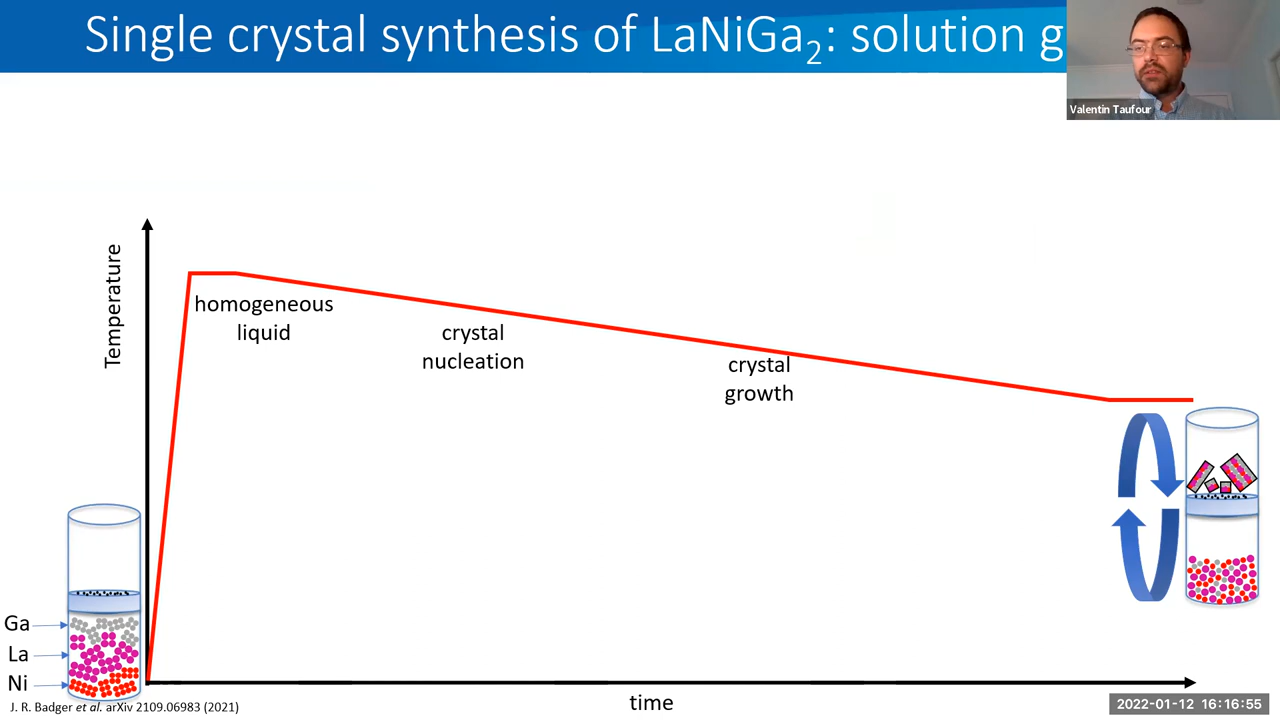 Single crystal synthesis of LaNiGa₂: solution g
Valentin Taufour
Temperature
homogeneous
liquid
crystal
nucleation
crystal
growth
Ga
La
Ni
time
J. R. Badger et al. arXiv 2109.06983 (2021)
2022-01-12 16:16:55